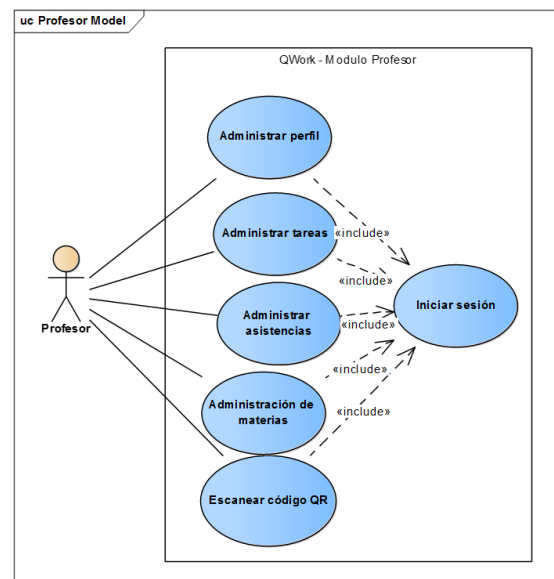 uc Profesor Model
QWork - Modulo Profesor
Administrar perfil
Administrar tareas
«include»
«include»
Iniciar sesión
Administrar
asistencias
«include»
Profesor
Administración de
materias
«include»
«include»
Escanear código QR